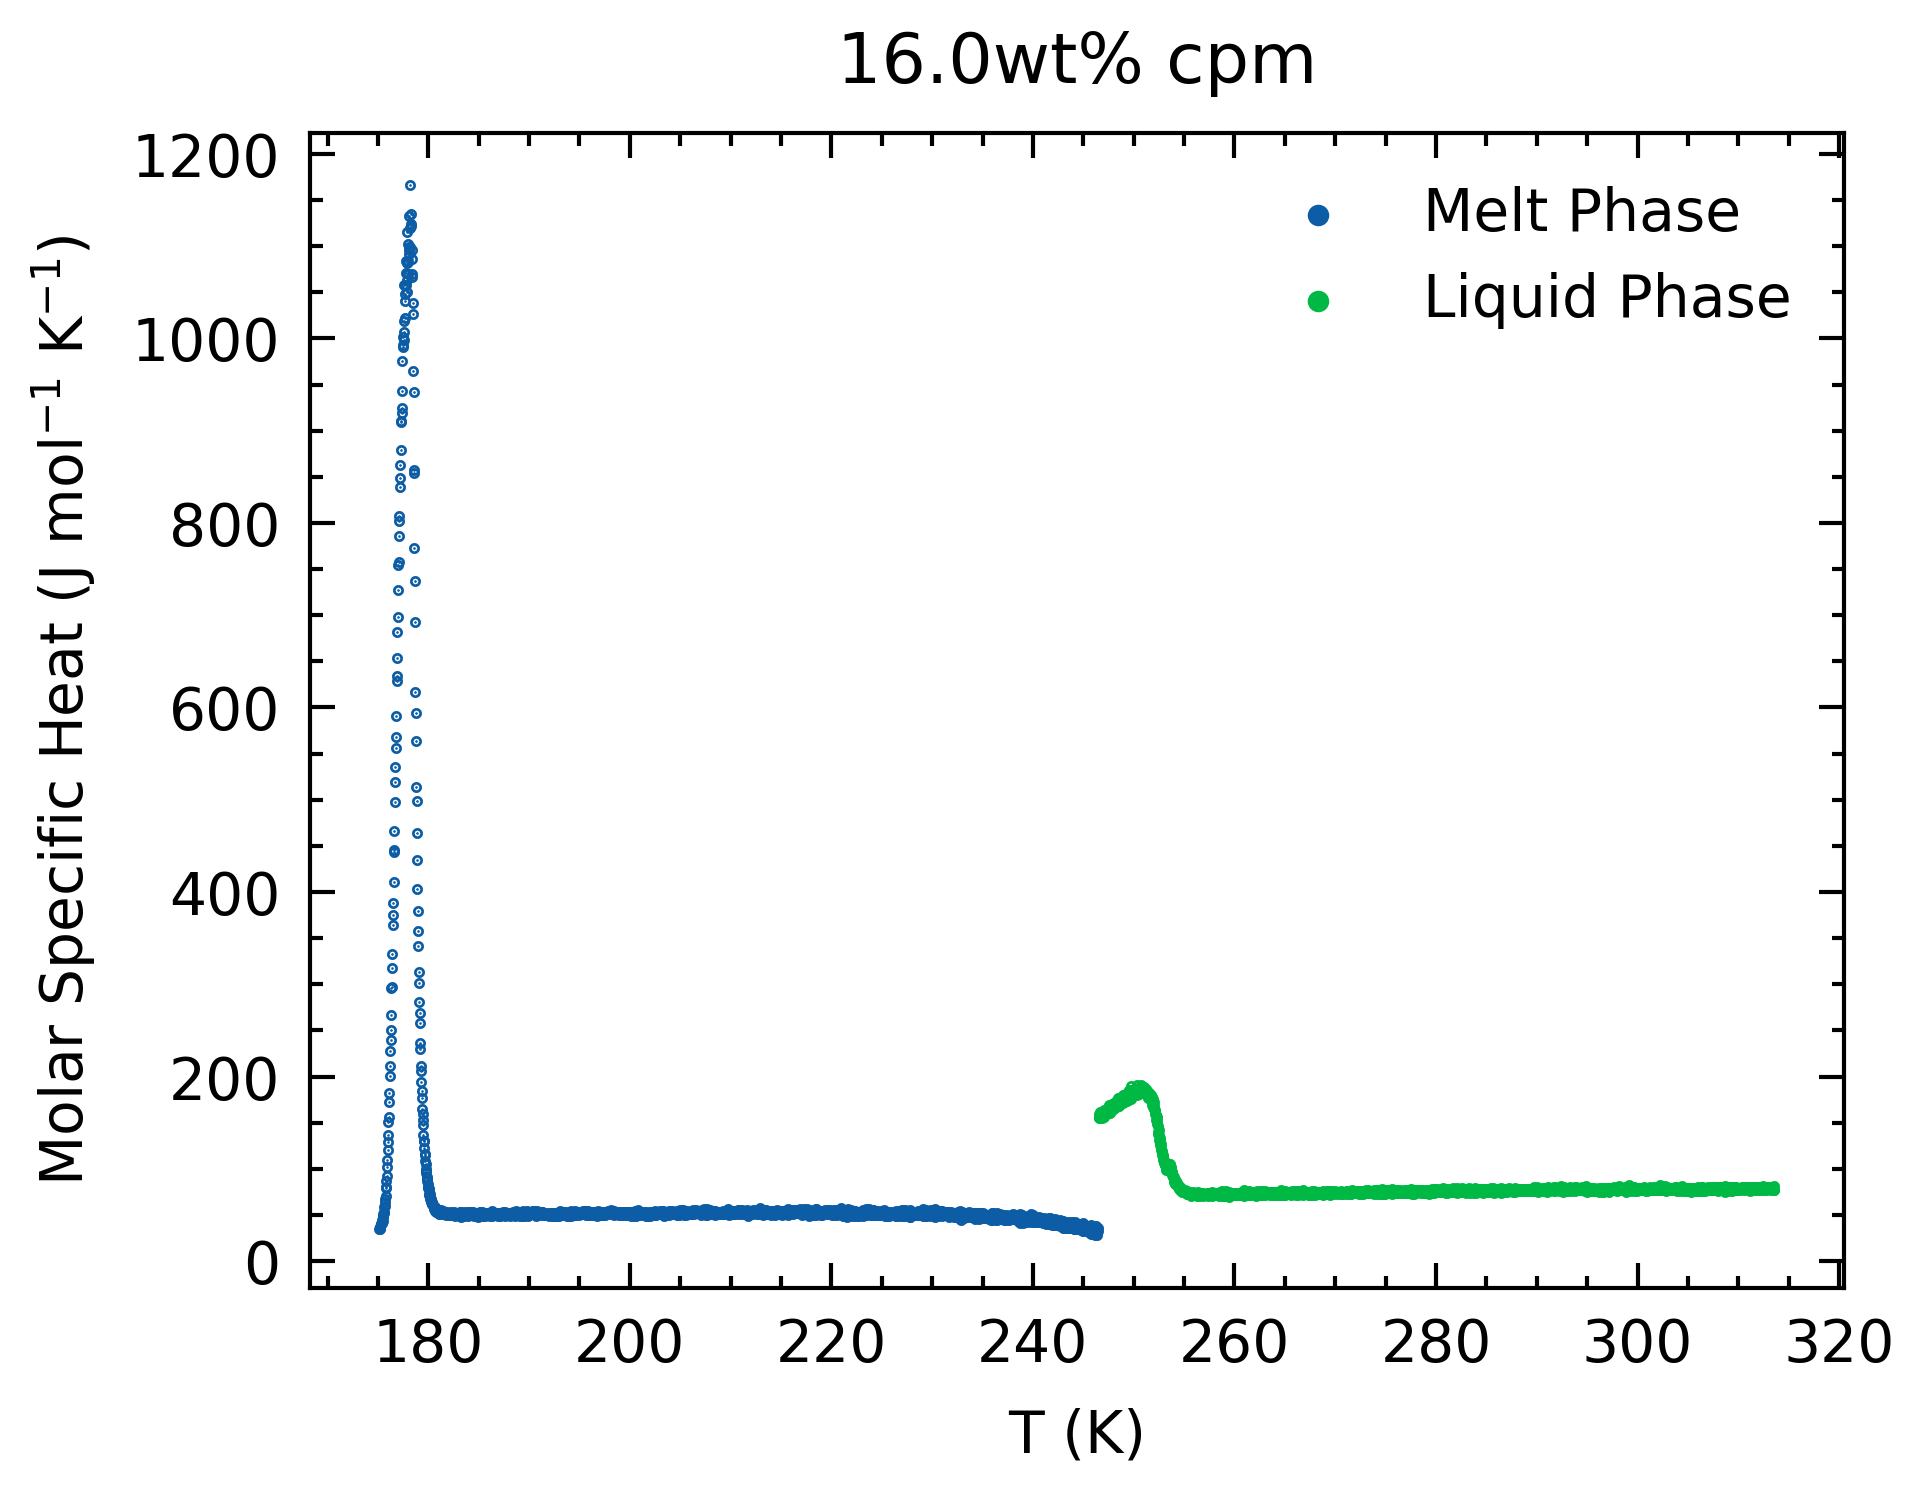 16.0wt% cpm
Molar Specific Heat (J mol⁻¹ K⁻¹)
1200
1000
800
600
400
200
0
Melt Phase
Liquid Phase
180 200 220 240 260 280 300 320
T (K)